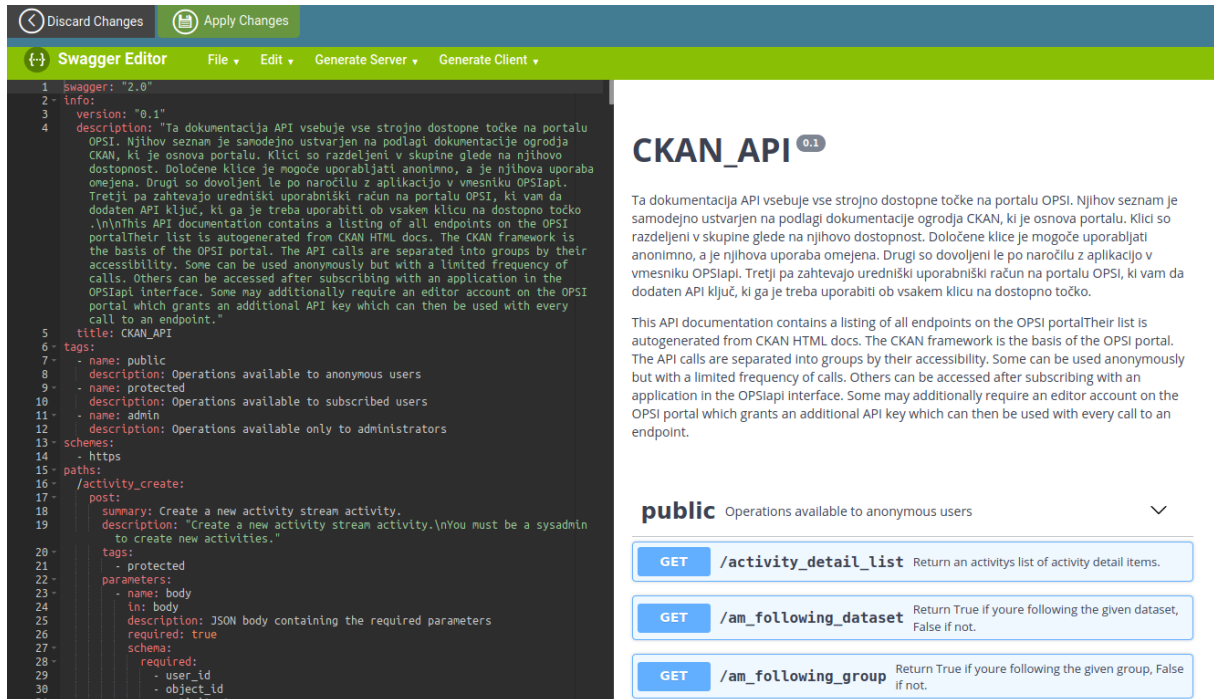 Discard Changes Apply Changes
Swagger Editor File Edit Generate Server Generate Client
1 swagger: "2.0"
2 info:
3 version: "0.1"
4 description: "Ta dokumentacija API vsebuje vse strojno dostopne točke na portalu
OPSI. Njihov seznam je samodejno ustvarjen na podlagi dokumentacije ogrodja
CKAN, ki je osnova portalu. Klici so razdeljeni v skupine glede na njihovo
dostopnost. Določene klice je mogoče uporabljati anonimno, a je njihova uporaba
omejena. Drugi so dovoljeni le po naročilu z aplikacijo v vmesniku OPSIapi.
Tretji pa zahtevajo uredniški uporabniški račun na portalu OPSI, ki vam da
dodaten API ključ, ki ga je treba uporabiti ob vsakem klicu na dostopno točko
.\n\nThis API documentation contains a listing of all endpoints on the OPSI
portalTheir list is autogenerated from CKAN HTML docs. The CKAN framework is
the basis of the OPSI portal. The API calls are separated into groups by their
accessibility. Some can be used anonymously but with a limited frequency of
calls. Others can be accessed after subscribing with an application in the
OPSIapi interface. Some may additionally require an editor account on the OPSI
portal which grants an additional API key which can then be used with every
call to an endpoint."
5 title: CKAN_API
6 tags:
7 - name: public
8 description: Operations available to anonymous users
9 - name: protected
10 description: Operations available to subscribed users
11 - name: admin
12 description: Operations available only to administrators
13 schemes:
14 - https
15 paths:
16 /activity_create:
17 post:
18 summary: Create a new activity stream activity.
19 description: "Create a new activity stream activity.\nYou must be a sysadmin
to create new activities."
20 tags:
21 - protected
22 parameters:
23 - name: body
24 in: body
25 description: JSON body containing the required parameters
26 required: true
27 schema:
28 required:
29 - user_id
30 - object_id
CKAN_API 0.1
Ta dokumentacija API vsebuje vse strojno dostopne točke na portalu OPSI. Njihov seznam je
samodejno ustvarjen na podlagi dokumentacije ogrodja CKAN, ki je osnova portalu. Klici so
razdeljeni v skupine glede na njihovo dostopnost. Določene klice je mogoče uporabljati
anonimno, a je njihova uporaba omejena. Drugi so dovoljeni le po naročilu z aplikacijo v
vmesniku OPSIapi. Tretji pa zahtevajo uredniški uporabniški račun na portalu OPSI, ki vam da
dodaten API ključ, ki ga je treba uporabiti ob vsakem klicu na dostopno točko.
This API documentation contains a listing of all endpoints on the OPSI portalTheir list is
autogenerated from CKAN HTML docs. The CKAN framework is the basis of the OPSI portal.
The API calls are separated into groups by their accessibility. Some can be used anonymously
but with a limited frequency of calls. Others can be accessed after subscribing with an
application in the OPSIapi interface. Some may additionally require an editor account on the
OPSI portal which grants an additional API key which can then be used with every call to an
endpoint.
public Operations available to anonymous users
GET /activity_detail_list Return an activitys list of activity detail items.
GET /am_following_dataset Return True if youre following the given dataset,
False if not.
GET /am_following_group Return True if youre following the given group, False
if not.